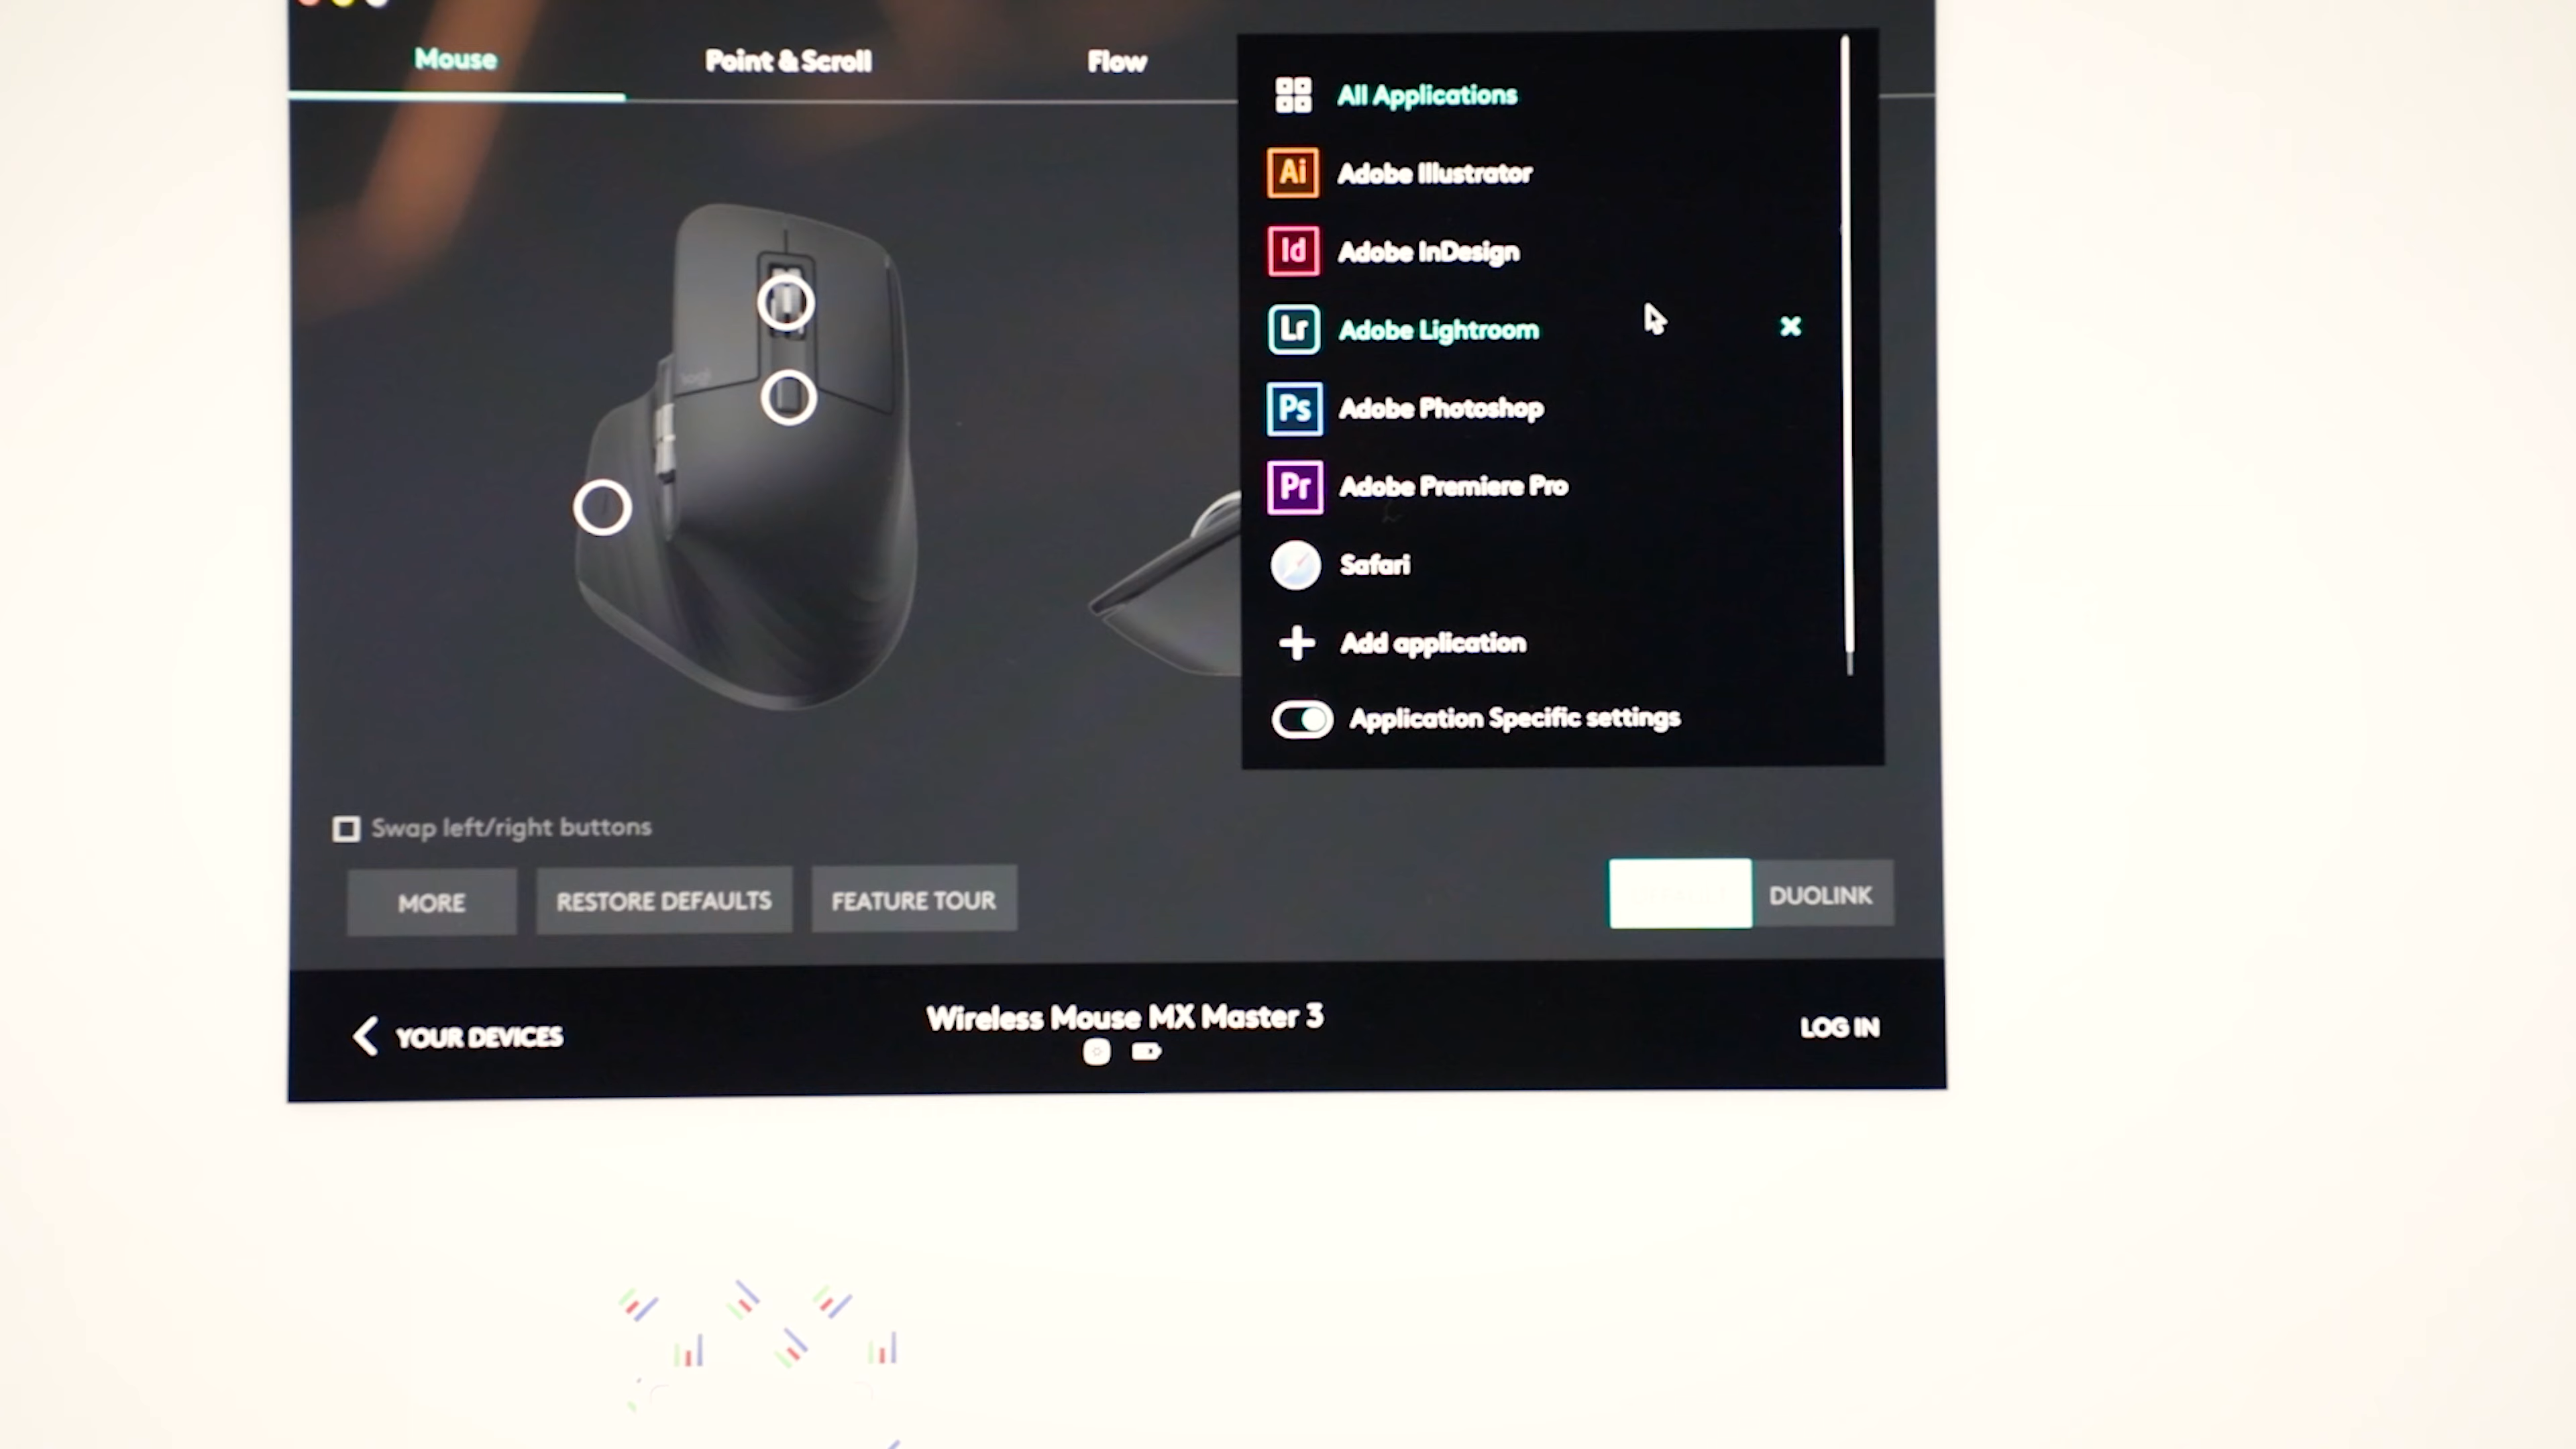 Mouse
Point & Scroll
Flow
All Applications
Ai Adobe Illustrator
Id Adobe InDesign
Lr Adobe Lightroom
Ps Adobe Photoshop
Pr Adobe Premiere Pro
Safari
Add application
Application Specific settings
logi
Swap left/right buttons
MORE
RESTORE DEFAULTS
FEATURE TOUR
DUOLINK
YOUR DEVICES
Wireless Mouse MX Master 3
LOG IN